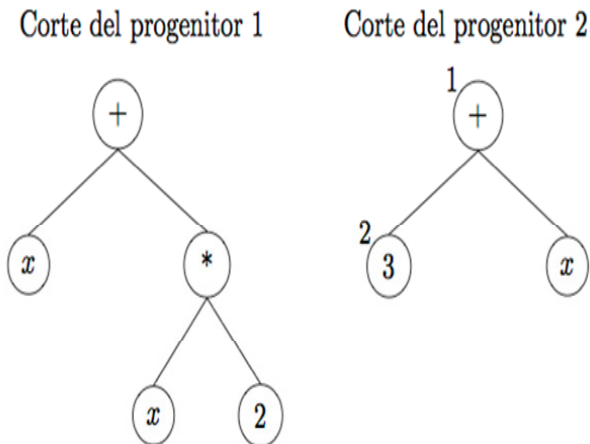 Corte del progenitor 1
Corte del progenitor 2
1
+
+
2
x
*
3
x
x
2